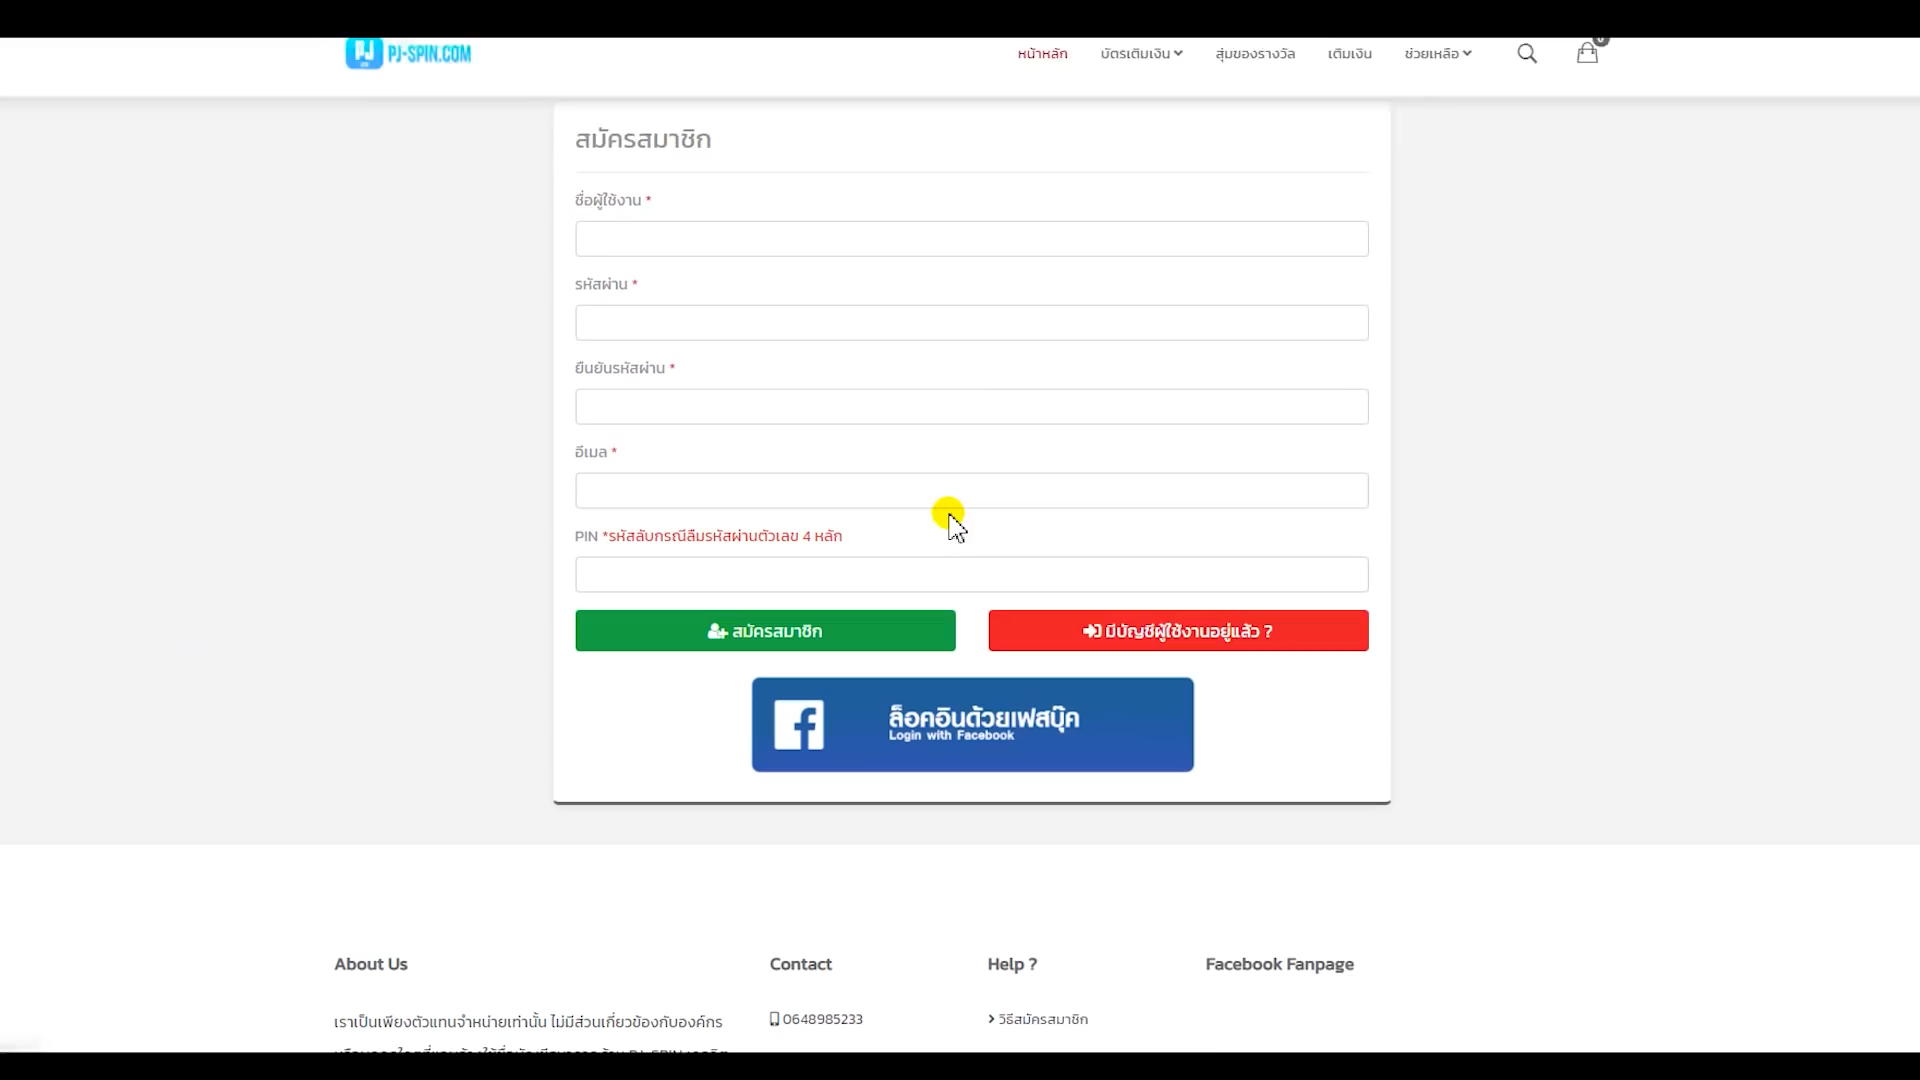 PJ PJ-SPIN.COM
หน้าหลัก บัตรเติมเงิน สุ่มของรางวัล เติมเงิน ช่วยเหลือ
สมัครสมาชิก
ชื่อผู้ใช้งาน *
รหัสผ่าน *
ยืนยันรหัสผ่าน *
อีเมล *
PIN *รหัสลับกรณีลืมรหัสผ่านตัวเลข 4 หลัก
สมัครสมาชิก
มีบัญชีผู้ใช้งานอยู่แล้ว ?
ล็อคอินด้วยเฟสบุ๊ค
Login with Facebook
About Us
เราเป็นเพียงตัวแทนจำหน่ายเท่านั้น ไม่มีส่วนเกี่ยวข้องกับองค์กร
Contact
0648985233
Help ?
วิธีสมัครสมาชิก
Facebook Fanpage